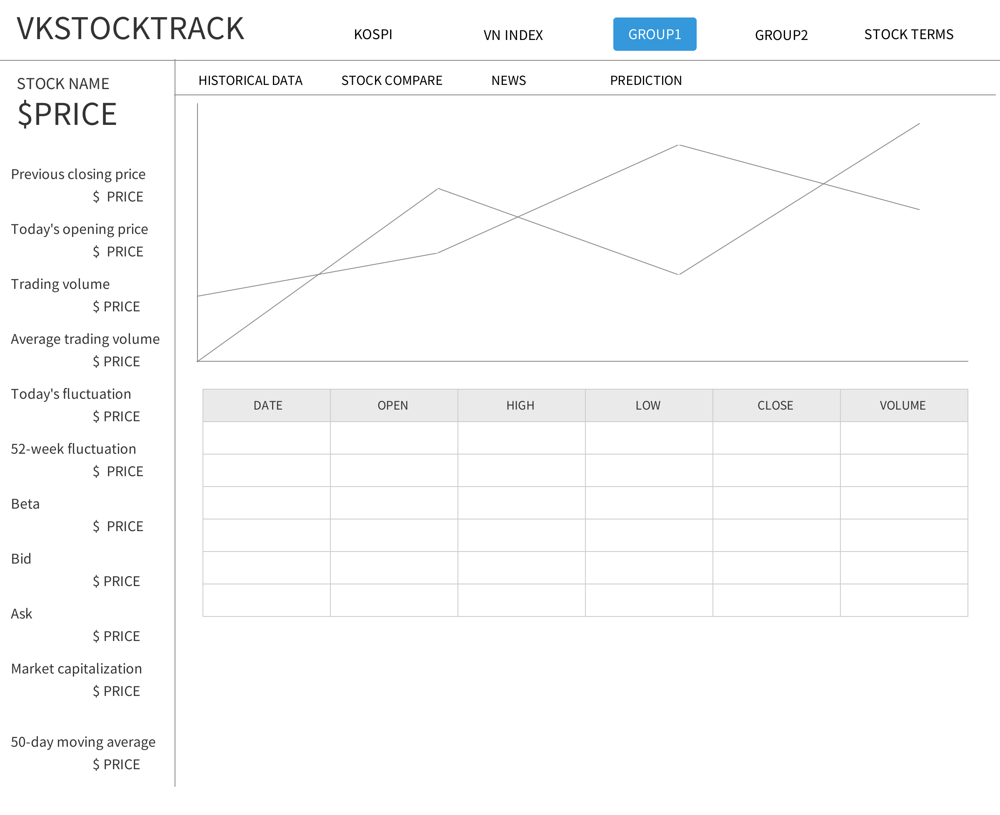 VKSTOCKTRACK
KOSPI
VN INDEX
GROUP1
GROUP2
STOCK TERMS
STOCK NAME
$PRICE
Previous closing price
$ PRICE
Today's opening price
$ PRICE
Trading volume
$ PRICE
Average trading volume
$ PRICE
Today's fluctuation
$ PRICE
52-week fluctuation
$ PRICE
Beta
$ PRICE
Bid
$ PRICE
Ask
$ PRICE
Market capitalization
$ PRICE
50-day moving average
$ PRICE
HISTORICAL DATA
STOCK COMPARE
NEWS
PREDICTION
DATE
OPEN
HIGH
LOW
CLOSE
VOLUME